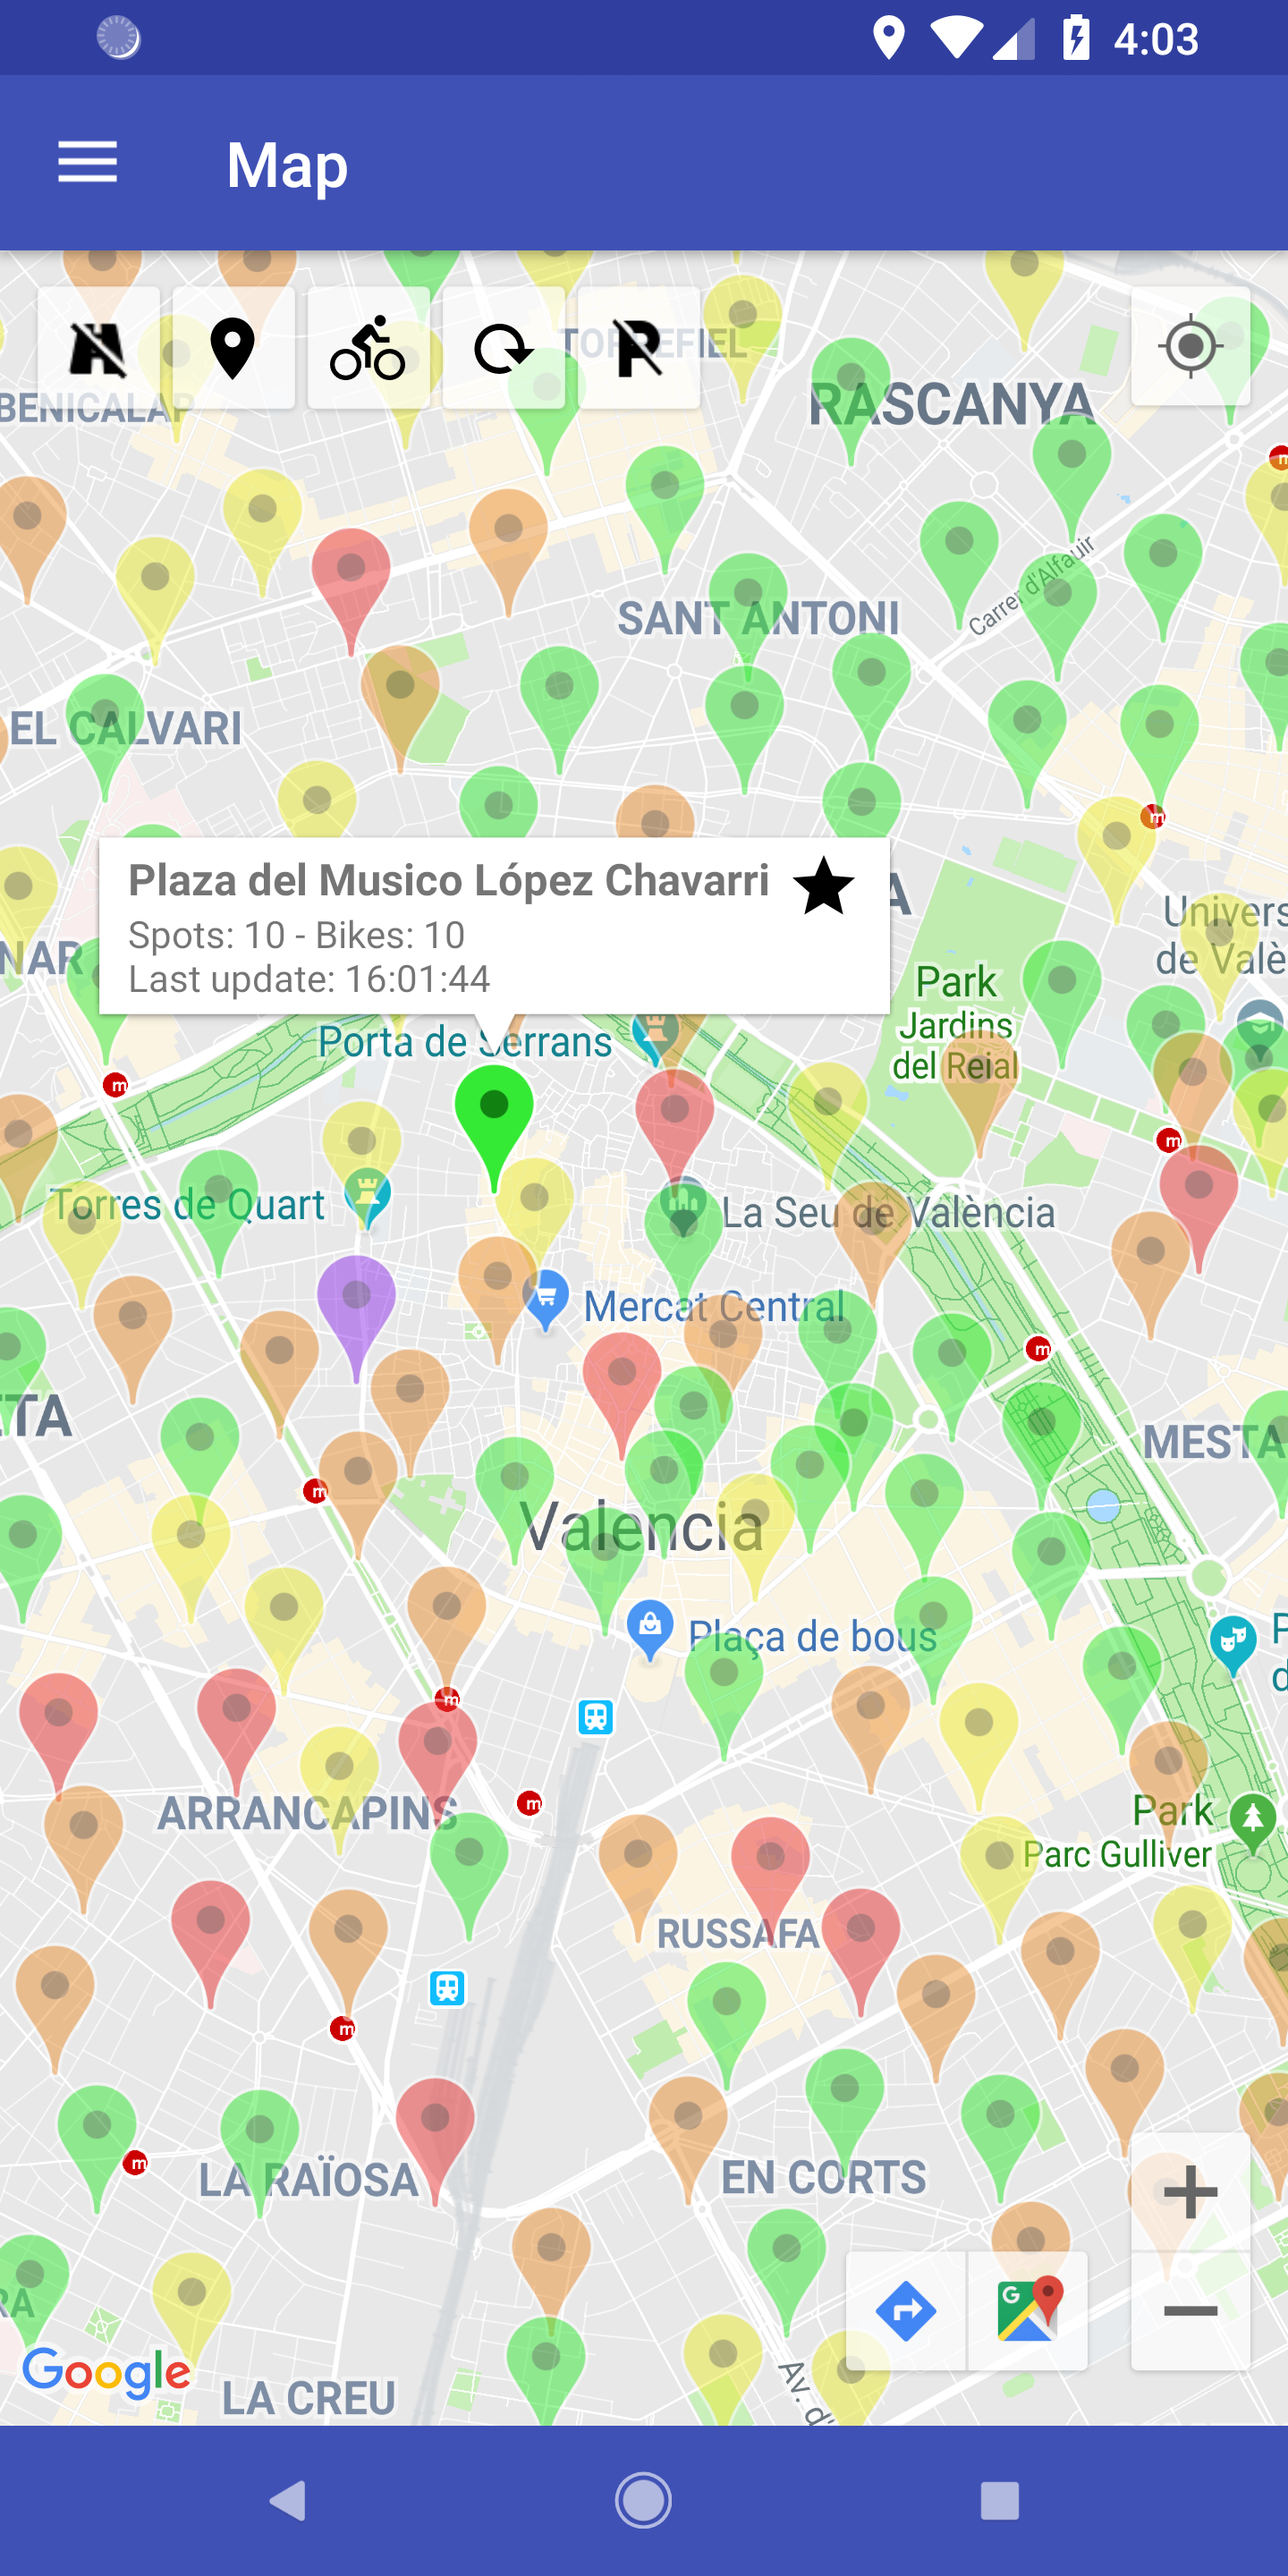 4:03
Map
TORREFIEL
RASCANYA
BENICALAP
Carrer d'Alfauir
SANT ANTONI
EL CALVARI
Plaza del Musico López Chavarri
Spots: 10 - Bikes: 10
Last update: 16:01:44
A
Univers
de Valè
NAR
Park
Jardins
del Reial
Porta de Serrans
m
m
m
Torres de Quart
La Seu de València
Mercat Central
m
TA
MESTA
m
Valencia
Plaça de bous
P
d
m
ARRANCAPINS
m
Park
Parc Gulliver
RUSSAFA
m
m
LA RAÏOSA
EN CORTS
RA
G
Google
LA CREU
Av. d'